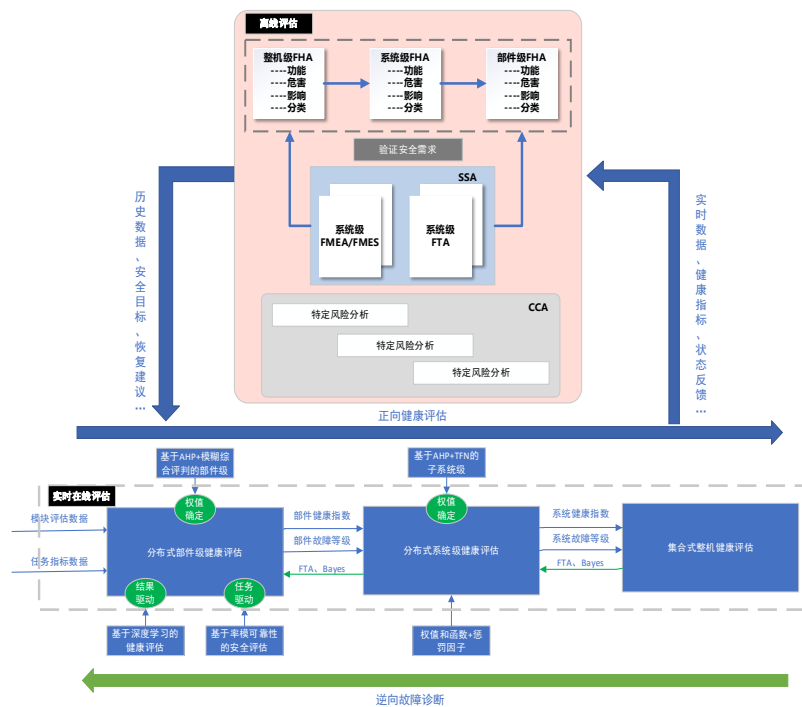 离线评估
整机级FHA
----功能
----危害
----影响
----分类
系统级FHA
----功能
----危害
----影响
----分类
部件级FHA
----功能
----危害
----影响
----分类
验证安全需求
SSA
系统级
FMEA/FMES
系统级
FTA
CCA
特定风险分析
特定风险分析
特定风险分析
历史数据、安全目标、恢复建议…
实时数据、健康指标、状态反馈…
正向健康评估
基于AHP+模糊综
合评判的部件级
基于AHP+TFN的
子系统级
实时在线评估
模块评估数据
任务指标数据
权值
确定
分布式部件级健康评估
结果
驱动
任务
驱动
部件健康指数
部件故障等级
FTA、Bayes
权值
确定
分布式系统级健康评估
系统健康指数
系统故障等级
FTA、Bayes
集合式整机健康评估
基于深度学习的
健康评估
基于单模可靠性
的安全评估
权值和函数+惩
罚因子
逆向故障诊断